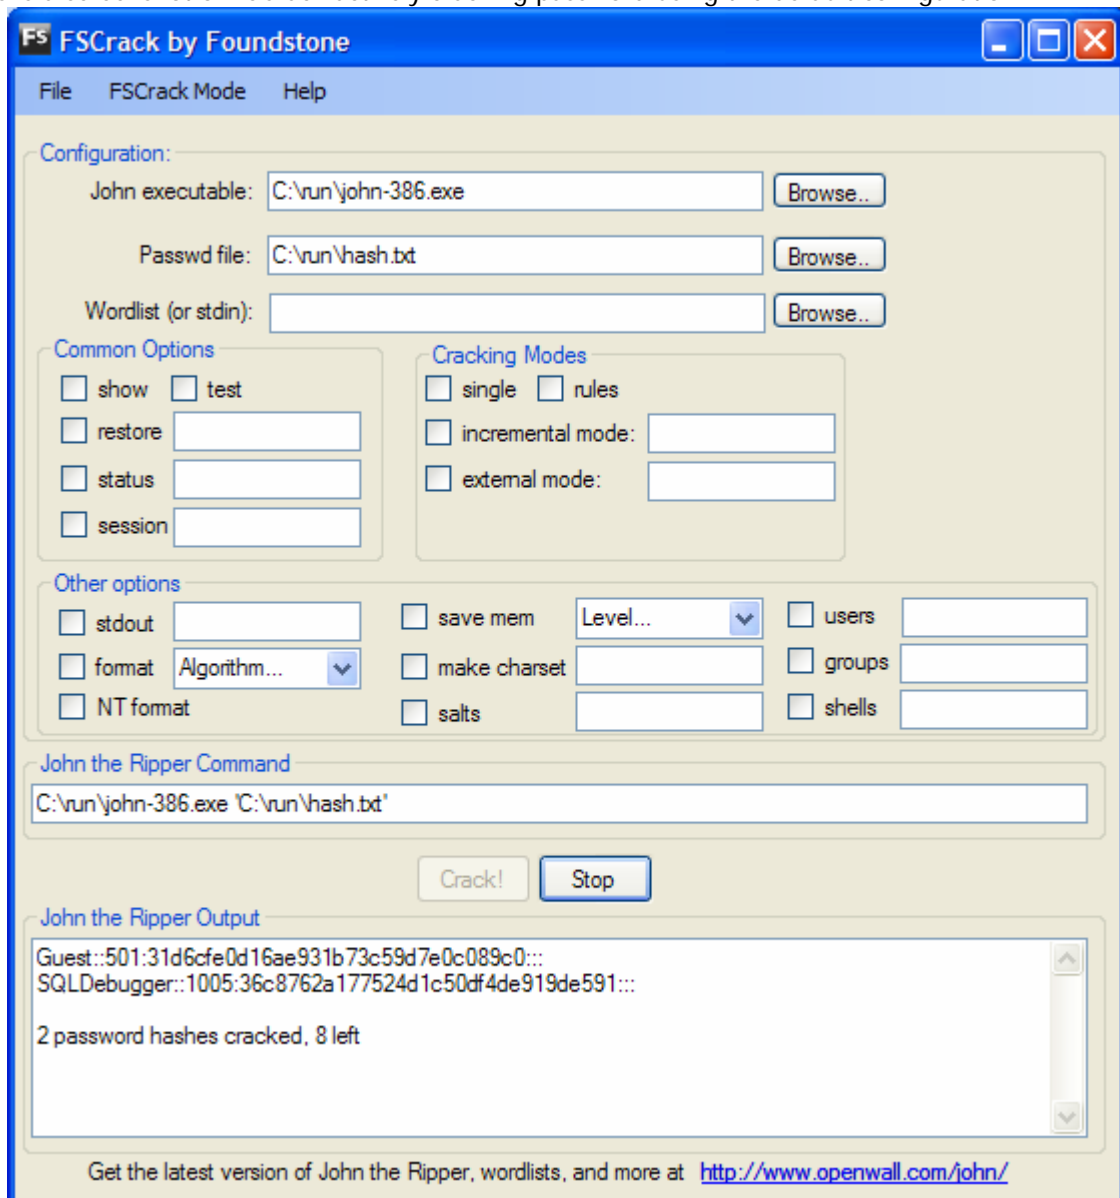 FS FSCrack by Foundstone
File FSCrack Mode Help
Configuration:
John executable: C:\run\john-386.exe Browse..
Passwd file: C:\run\hash.txt Browse..
Wordlist (or stdin): Browse..
Common Options
show test
restore
status
session
Cracking Modes
single rules
incremental mode:
external mode:
Other options
stdout save mem Level... users
format Algorithm... make charset groups
NT format salts shells
John the Ripper Command
C:\run\john-386.exe 'C:\run\hash.txt'
Crack! Stop
John the Ripper Output
Guest::501:31d6cfe0d16ae931b73c59d7e0c089c0:::
SQLDebugger::1005:36c8762a177524d1c50df4de919de591:::
2 password hashes cracked, 8 left
Get the latest version of John the Ripper, wordlists, and more at http://www.openwall.com/john/